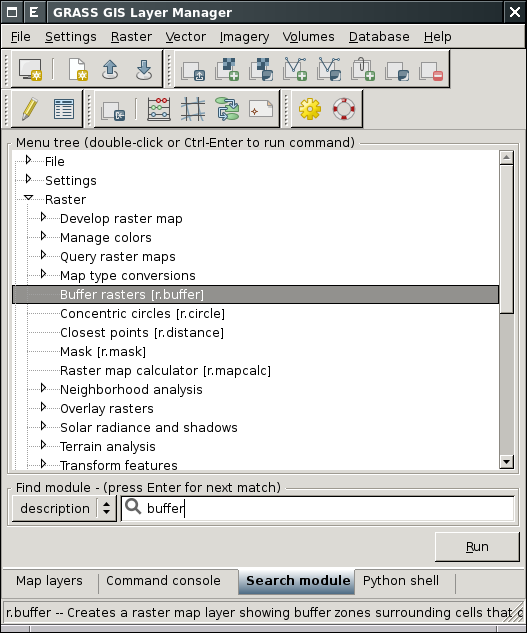 GRASS GIS Layer Manager
File Settings Raster Vector Imagery Volumes Database Help
Menu tree (double-click or Ctrl-Enter to run command)
File
Settings
Raster
Develop raster map
Manage colors
Query raster maps
Map type conversions
Buffer rasters [r.buffer]
Concentric circles [r.circle]
Closest points [r.distance]
Mask [r.mask]
Raster map calculator [r.mapcalc]
Neighborhood analysis
Overlay rasters
Solar radiance and shadows
Terrain analysis
Transform features
Find module - (press Enter for next match)
description buffer
Run
Map layers Command console Search module Python shell
r.buffer -- Creates a raster map layer showing buffer zones surrounding cells that